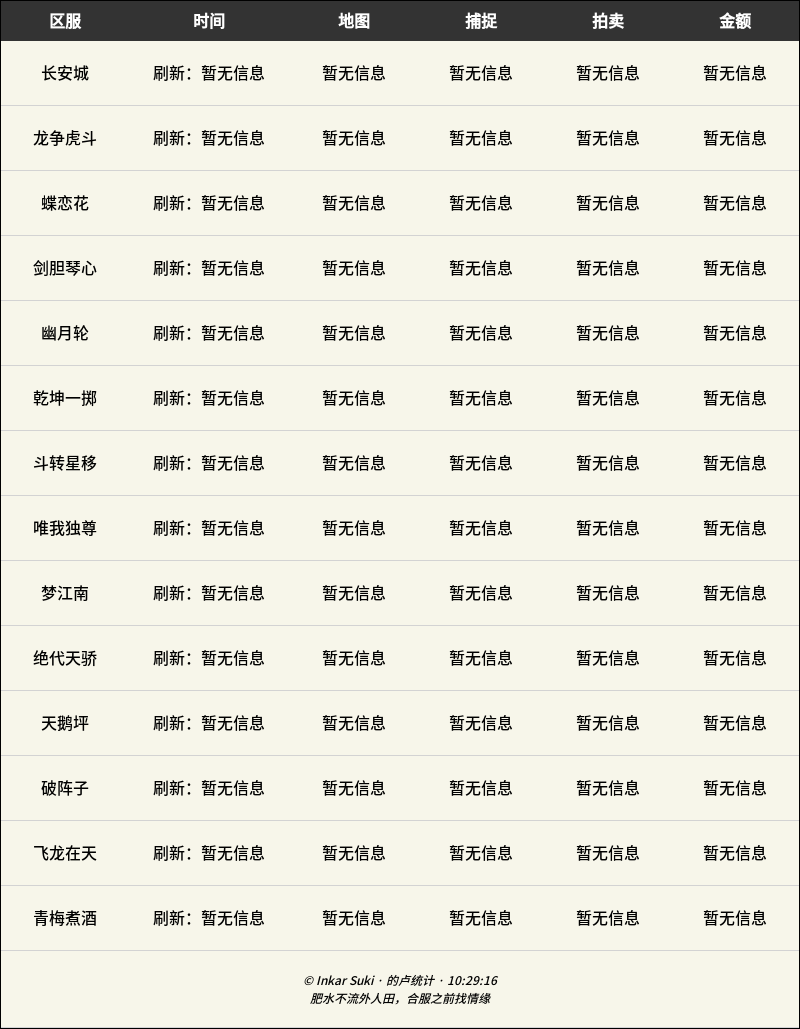 区服 时间 地图 捕捉 拍卖 金额
长安城 刷新：暂无信息 暂无信息 暂无信息 暂无信息 暂无信息
龙争虎斗 刷新：暂无信息 暂无信息 暂无信息 暂无信息 暂无信息
蝶恋花 刷新：暂无信息 暂无信息 暂无信息 暂无信息 暂无信息
剑胆琴心 刷新：暂无信息 暂无信息 暂无信息 暂无信息 暂无信息
幽月轮 刷新：暂无信息 暂无信息 暂无信息 暂无信息 暂无信息
乾坤一掷 刷新：暂无信息 暂无信息 暂无信息 暂无信息 暂无信息
斗转星移 刷新：暂无信息 暂无信息 暂无信息 暂无信息 暂无信息
唯我独尊 刷新：暂无信息 暂无信息 暂无信息 暂无信息 暂无信息
梦江南 刷新：暂无信息 暂无信息 暂无信息 暂无信息 暂无信息
绝代天骄 刷新：暂无信息 暂无信息 暂无信息 暂无信息 暂无信息
天鹅坪 刷新：暂无信息 暂无信息 暂无信息 暂无信息 暂无信息
破阵子 刷新：暂无信息 暂无信息 暂无信息 暂无信息 暂无信息
飞龙在天 刷新：暂无信息 暂无信息 暂无信息 暂无信息 暂无信息
青梅煮酒 刷新：暂无信息 暂无信息 暂无信息 暂无信息 暂无信息
© Inkar Suki · 的卢统计 · 10:29:16
肥水不流外人田，合服之前找情缘